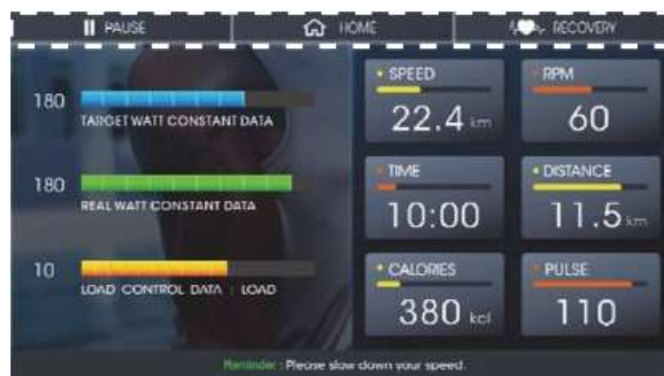 PAUSE
HOME
RECOVERY
180
TARGET WATT CONSTANT DATA
180
REAL WATT CONSTANT DATA
10
LOAD CONTROL DATA : LOAD
SPEED
22.4 km
RPM
60
TIME
10:00
DISTANCE
11.5 km
CALORIES
380 kcl
PULSE
110
Reminder : Please slow down your speed.